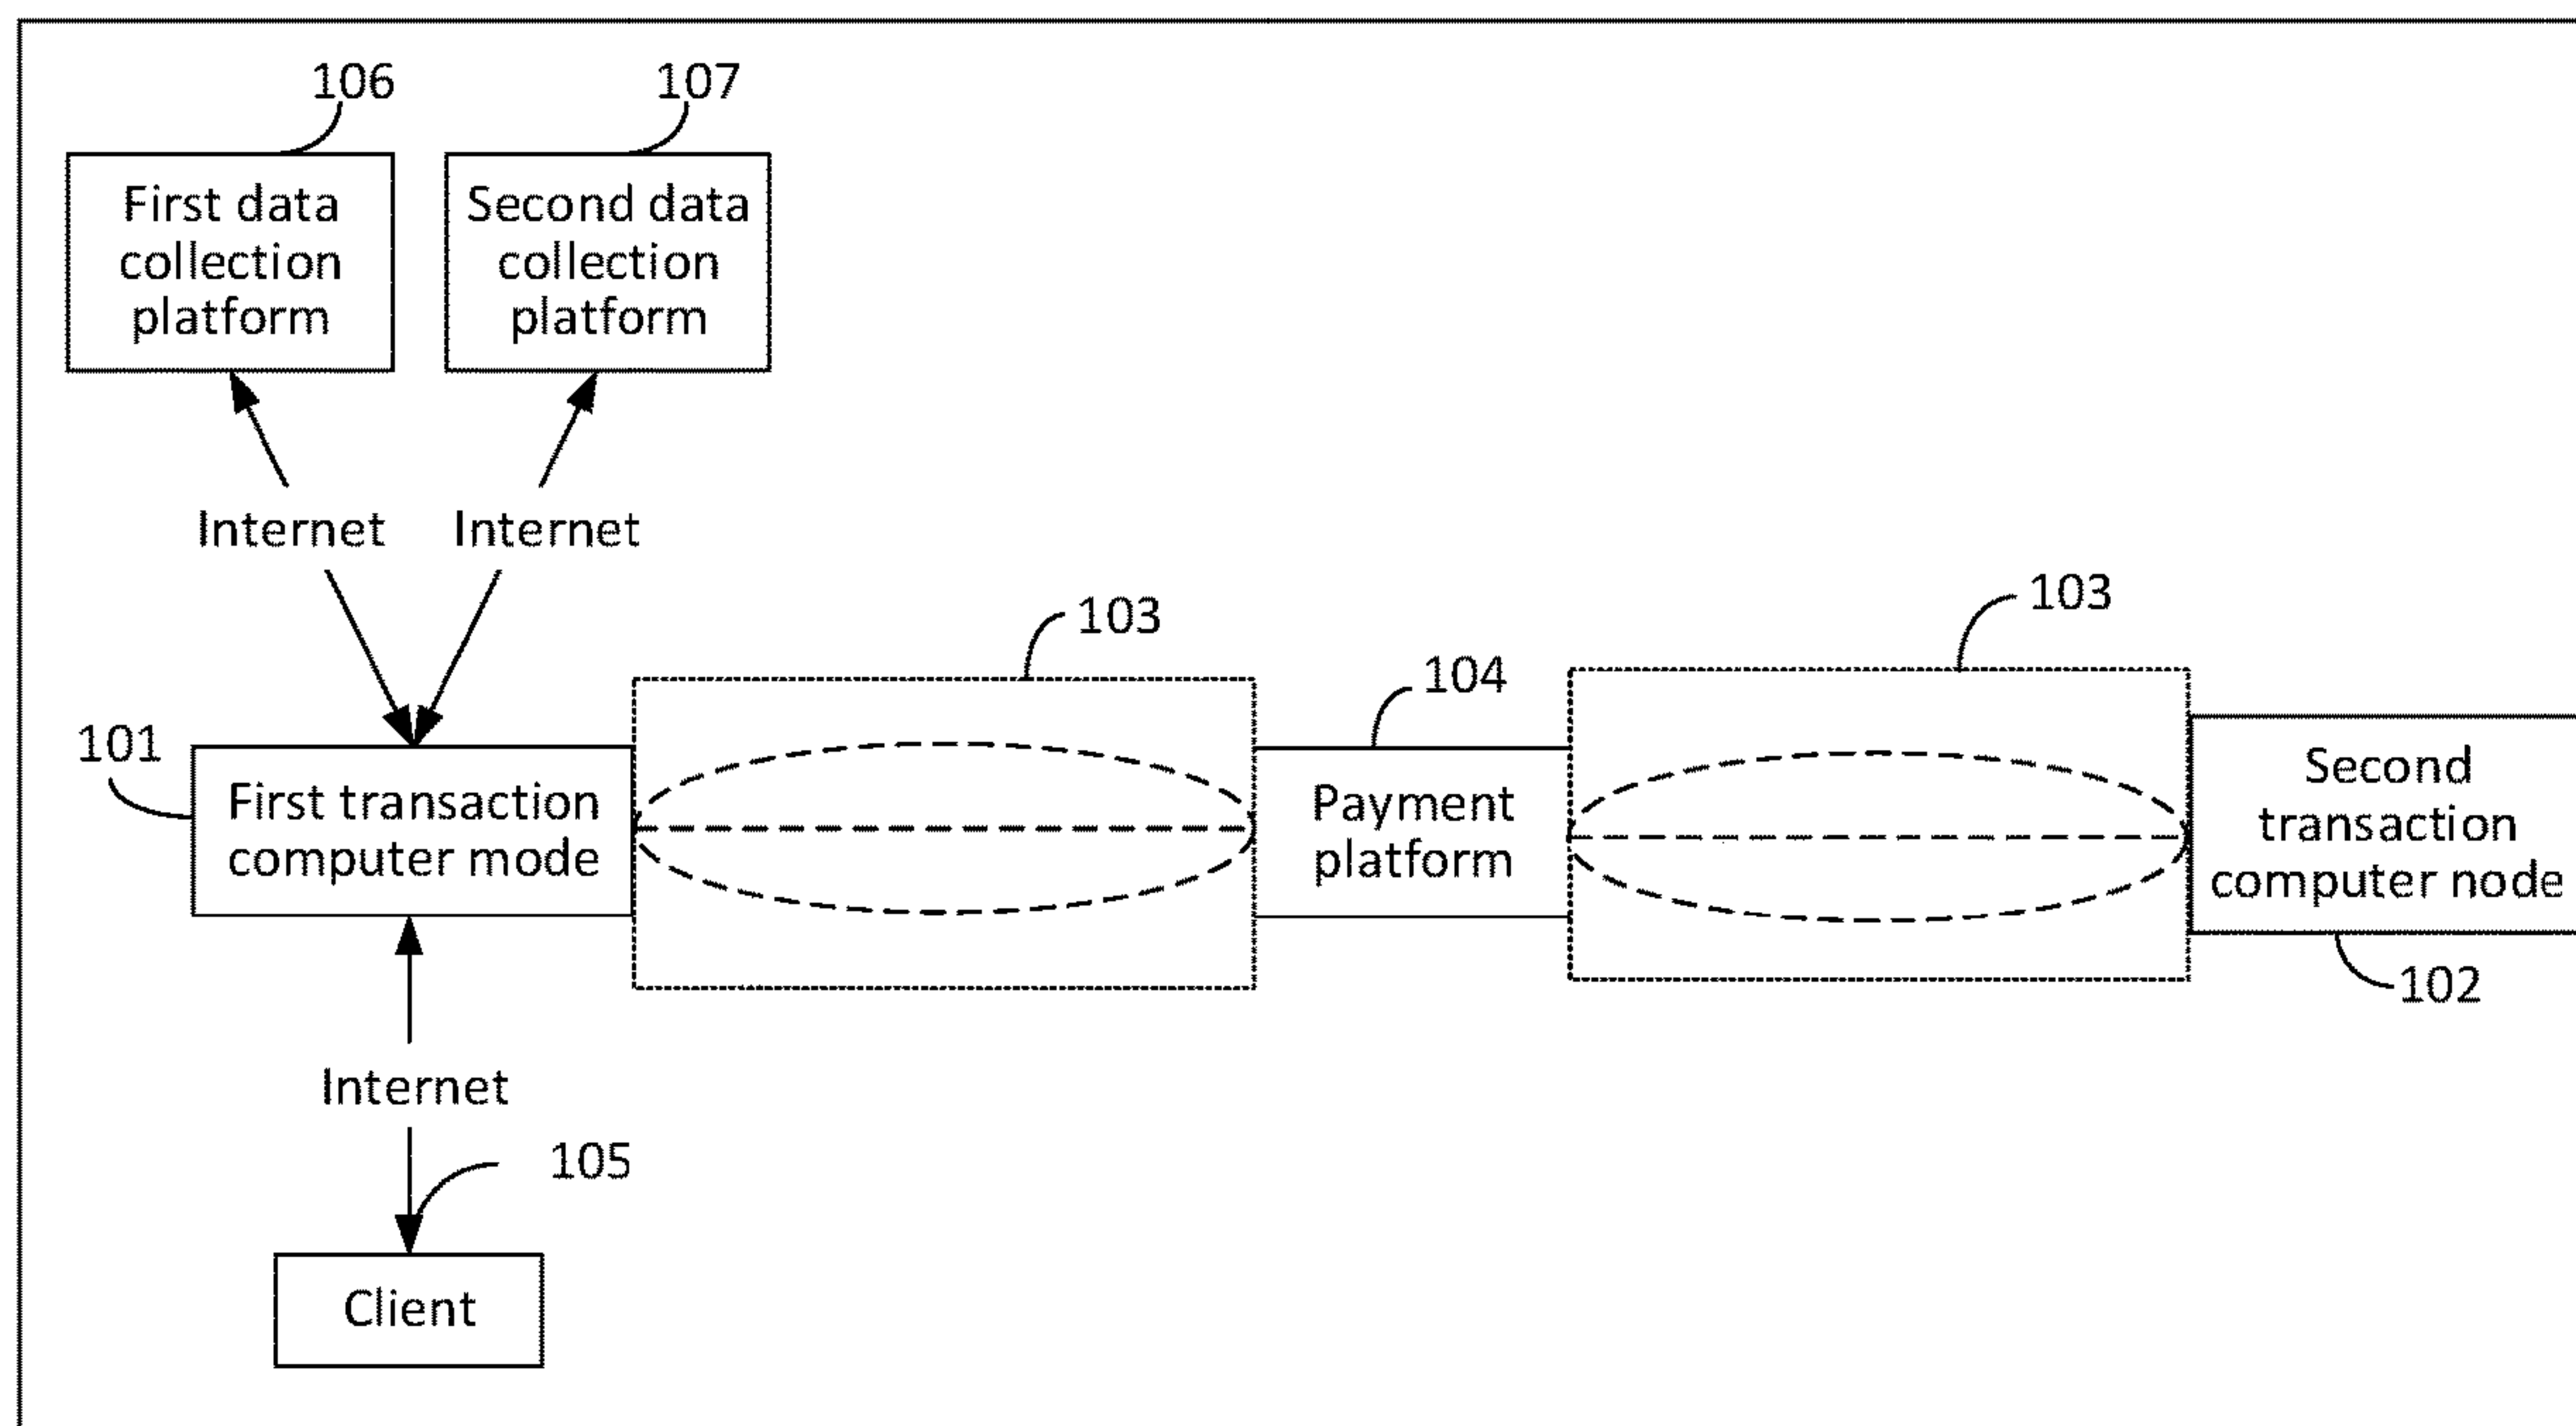 106
107
First data
collection
platform
Second data
collection
platform
Internet
Internet
103
103
104
101
First transaction
computer mode
Payment
platform
Second
transaction
computer node
102
Internet
105
Client